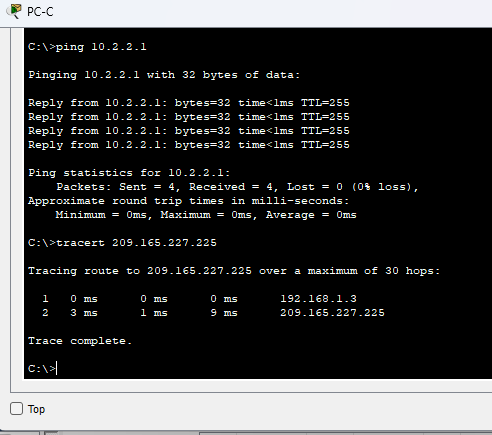 PC-C
C:\>ping 10.2.2.1
Pinging 10.2.2.1 with 32 bytes of data:
Reply from 10.2.2.1: bytes=32 time<1ms TTL=255
Reply from 10.2.2.1: bytes=32 time<1ms TTL=255
Reply from 10.2.2.1: bytes=32 time<1ms TTL=255
Reply from 10.2.2.1: bytes=32 time<1ms TTL=255
Ping statistics for 10.2.2.1:
    Packets: Sent = 4, Received = 4, Lost = 0 (0% loss),
Approximate round trip times in milli-seconds:
    Minimum = 0ms, Maximum = 0ms, Average = 0ms
C:\>tracert 209.165.227.225
Tracing route to 209.165.227.225 over a maximum of 30 hops:
  1   0 ms      0 ms      0 ms      192.168.1.3
  2   3 ms      1 ms      9 ms      209.165.227.225
Trace complete.
C:\>
Top